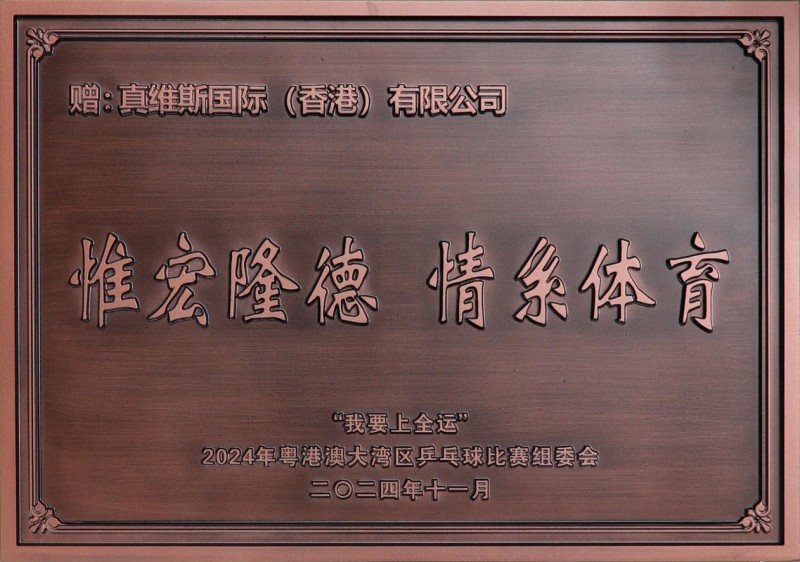 赠:真维斯国际（香港）有限公司
惟宏隆德 情系体育
“我要上全运”
2024年粤港澳大湾区乒乓球比赛组委会
二〇二四年十一月